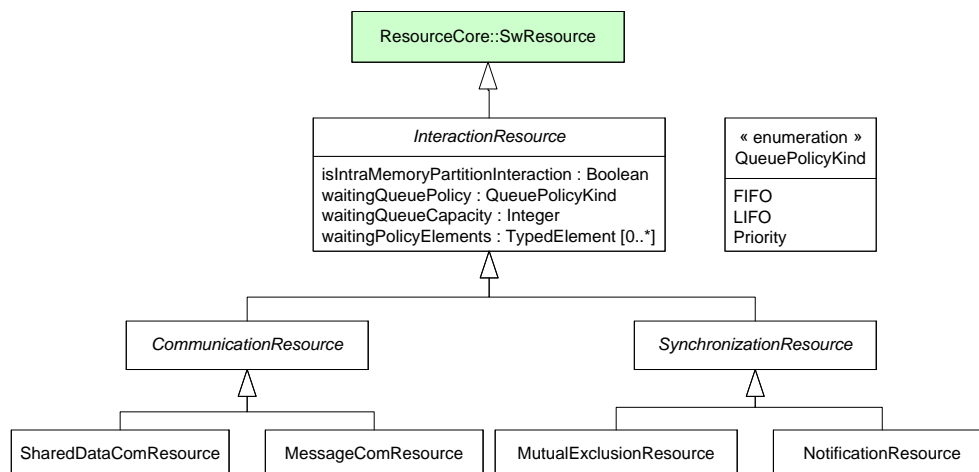 ResourceCore::SwResource
InteractionResource
isIntraMemoryPartitionInteraction : Boolean
waitingQueuePolicy : QueuePolicyKind
waitingQueueCapacity : Integer
waitingPolicyElements : TypedElement [0..*]
« enumeration »
QueuePolicyKind
FIFO
LIFO
Priority
CommunicationResource
SynchronizationResource
SharedDataComResource
MessageComResource
MutualExclusionResource
NotificationResource